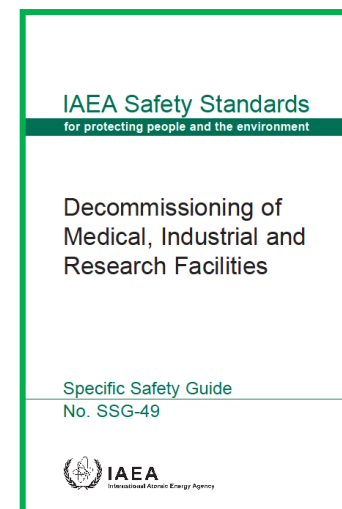 IAEA Safety Standards
for protecting people and the environment
Decommissioning of
Medical, Industrial and
Research Facilities
Specific Safety Guide
No. SSG-49
IAEA
International Atomic Energy Agency